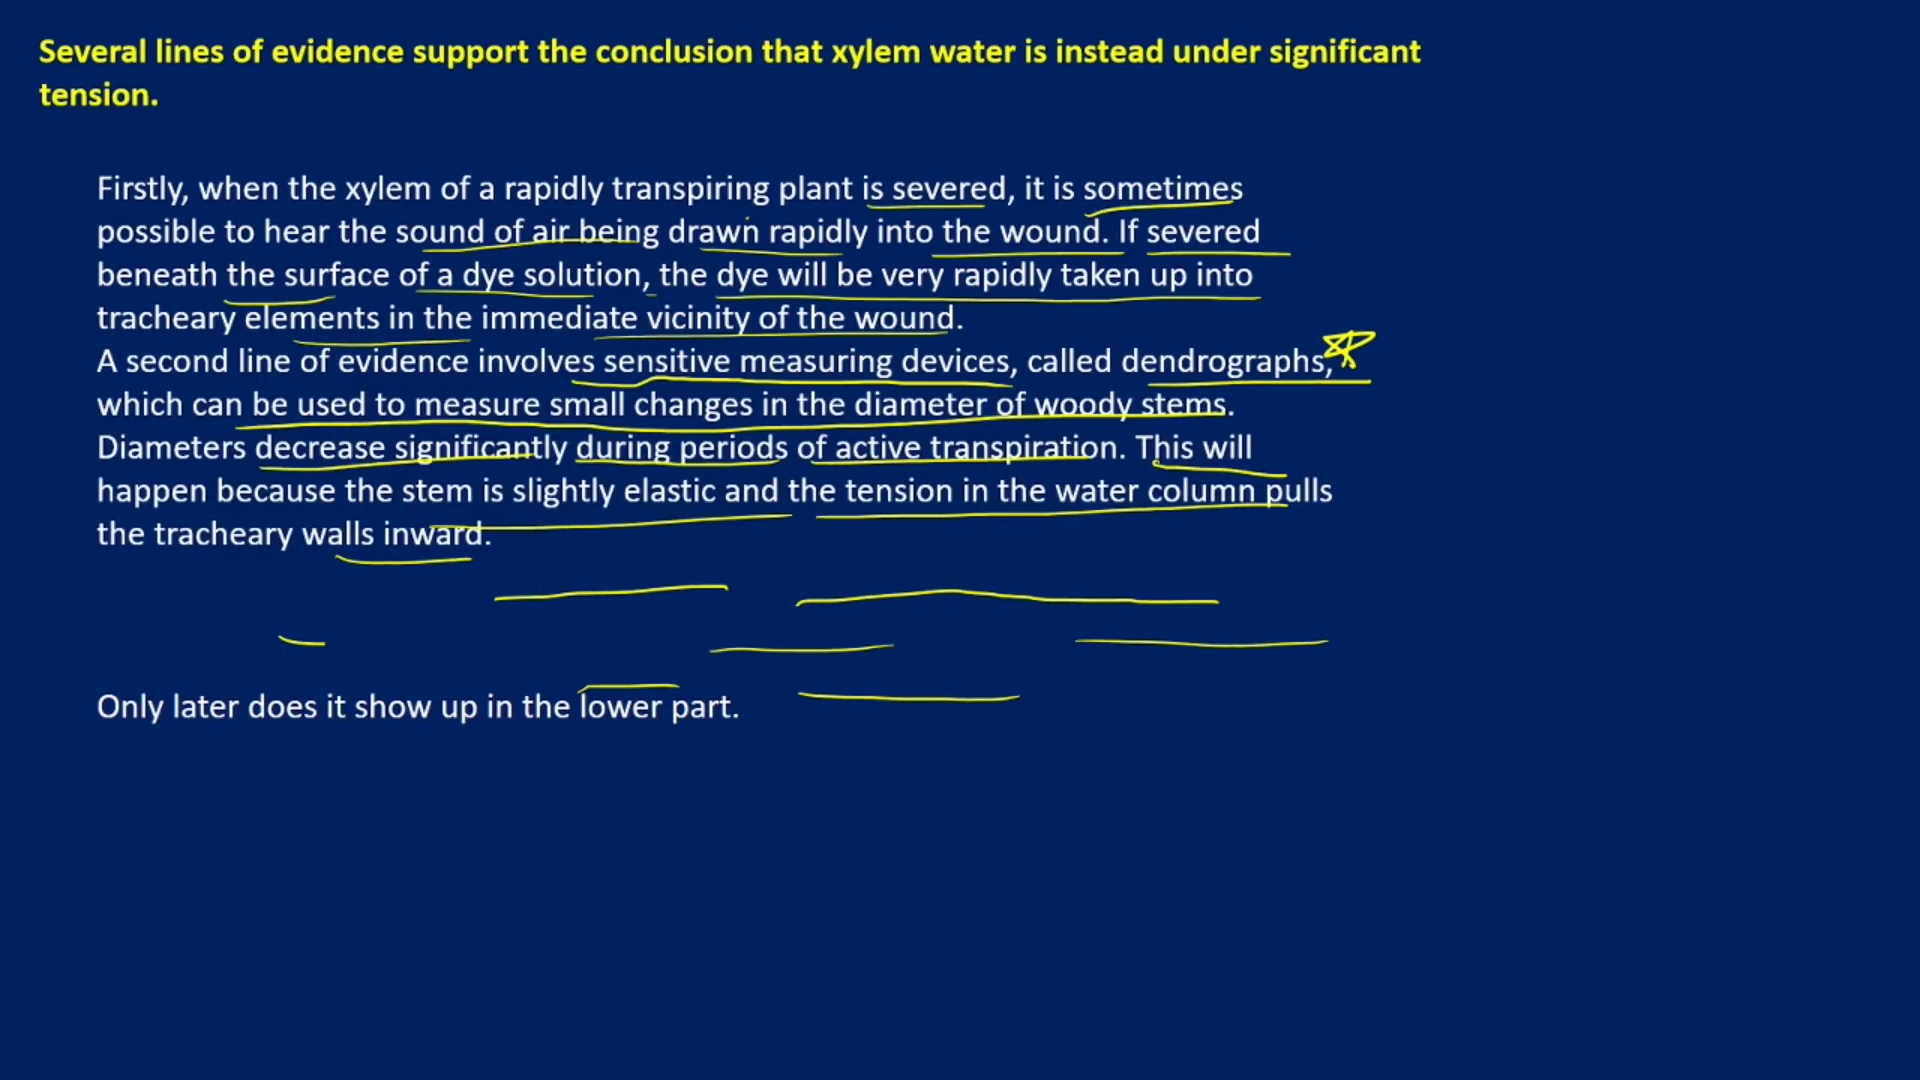 Several lines of evidence support the conclusion that xylem water is instead under significant
tension.
Firstly, when the xylem of a rapidly transpiring plant is severed, it is sometimes
possible to hear the sound of air being drawn rapidly into the wound. If severed
beneath the surface of a dye solution, the dye will be very rapidly taken up into
tracheary elements in the immediate vicinity of the wound.
A second line of evidence involves sensitive measuring devices, called dendrographs,
which can be used to measure small changes in the diameter of woody stems.
Diameters decrease significantly during periods of active transpiration. This will
happen because the stem is slightly elastic and the tension in the water column pulls
the tracheary walls inward.
Only later does it show up in the lower part.